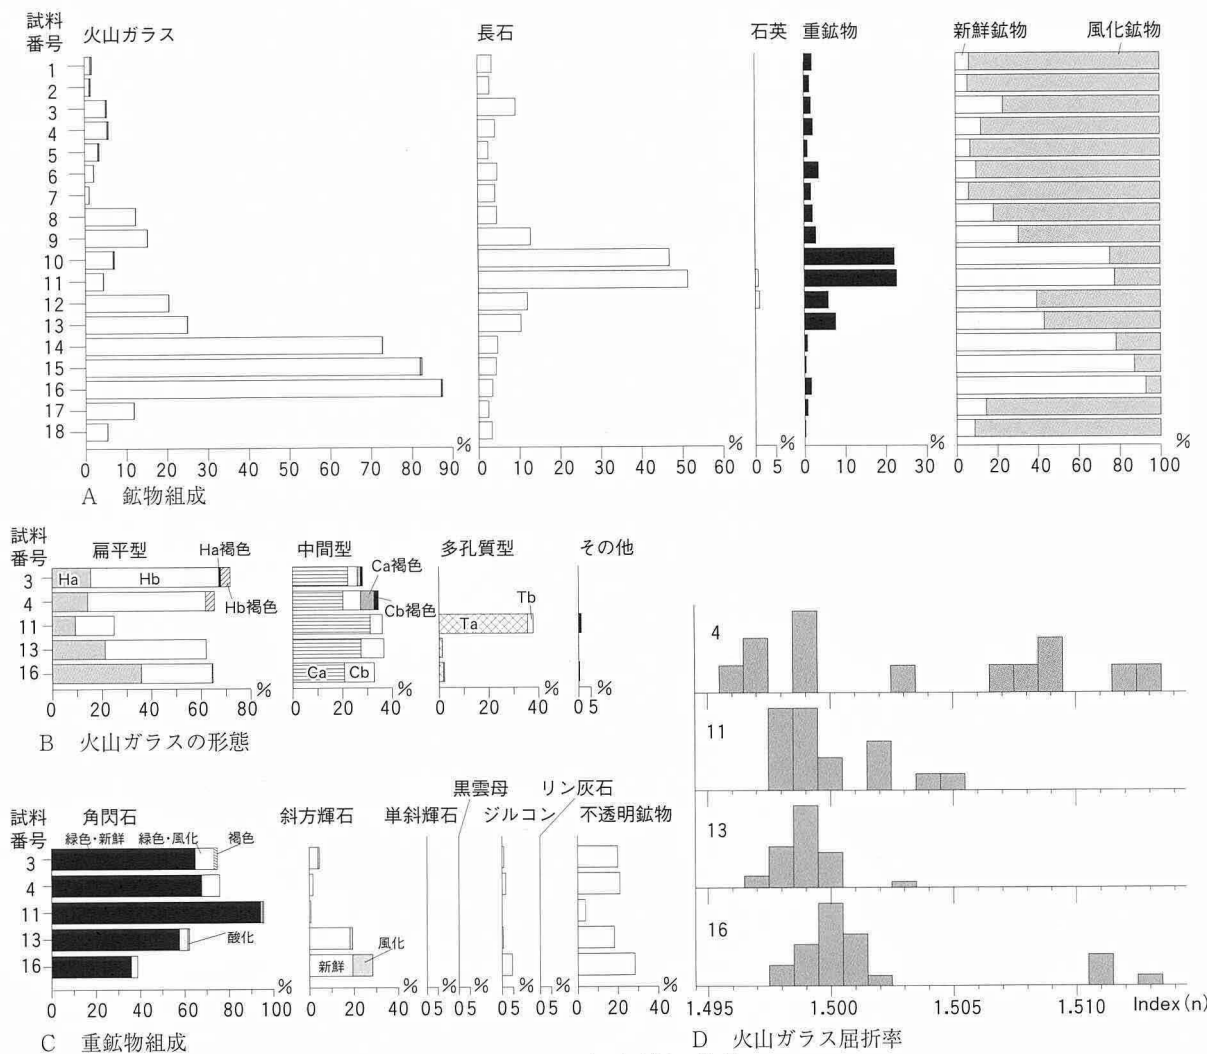 試料
番号
火山ガラス
長石
石英
重鉱物
新鮮鉱物
風化鉱物
1
2
3
4
5
6
7
8
9
10
11
12
13
14
15
16
17
18
%
%
%
%
%
0 10 20 30 40 50 60 70 80 90
0 10 20 30 40 50 60
0 5
0 10 20 30
0 20 40 60 80 100
A 鉱物組成
試料
番号
扁平型
Ha褐色
Hb褐色
中間型
Ca褐色
Cb褐色
多孔質型
その他
3
4
11
13
16
Ha
Hb
Ca
Cb
Ta
Tb
%
%
%
%
0 20 40 60 80 100
0 20 40
0 20 40
0 5
B 火山ガラスの形態
試料
番号
角閃石
緑色・新鮮
緑色・風化
褐色
酸化
斜方輝石
新鮮
風化
単斜輝石
黒雲母
ジルコン
リン灰石
不透明鉱物
3
4
11
13
16
%
%
%
%
%
%
%
0 20 40 60 80 100
0 20 40
0 5
0 5
0 5
0 5
0 20 40
C 重鉱物組成
4
11
13
16
1.495
1.500
1.505
1.510
Index(n)
D 火山ガラス屈折率